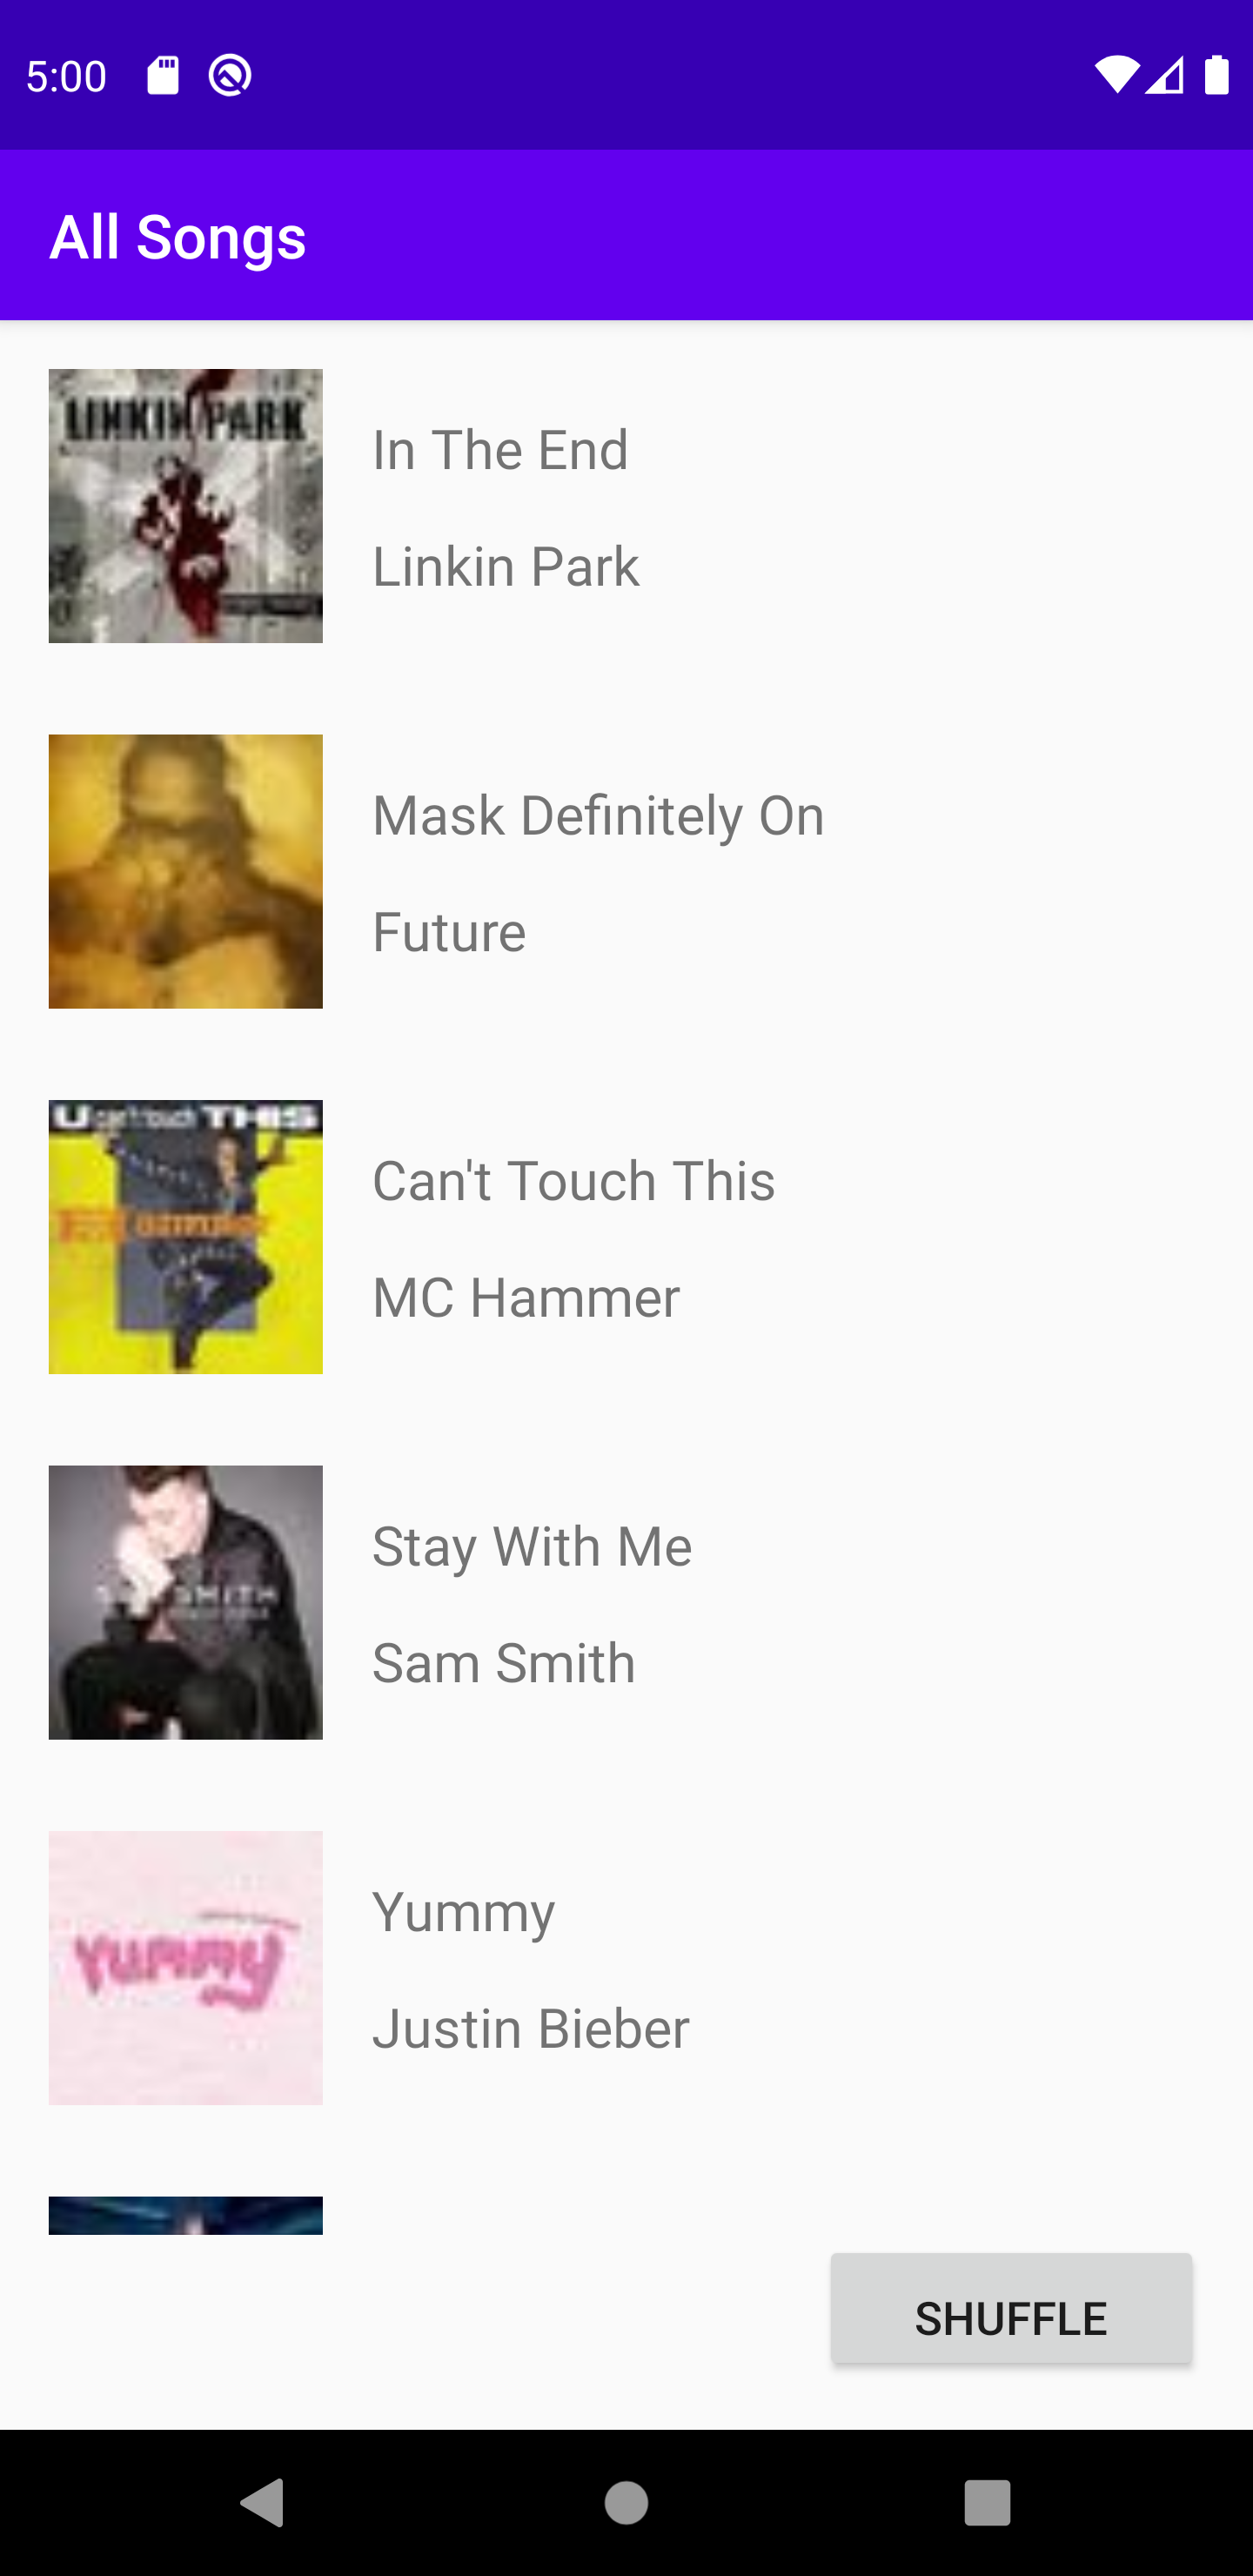 5:00
All Songs
LINKIN PARK
In The End
Linkin Park
Mask Definitely On
Future
U can't touch THIS
Can't Touch This
MC Hammer
Stay With Me
SMITH
Sam Smith
Yummy
Yummy
Justin Bieber
SHUFFLE